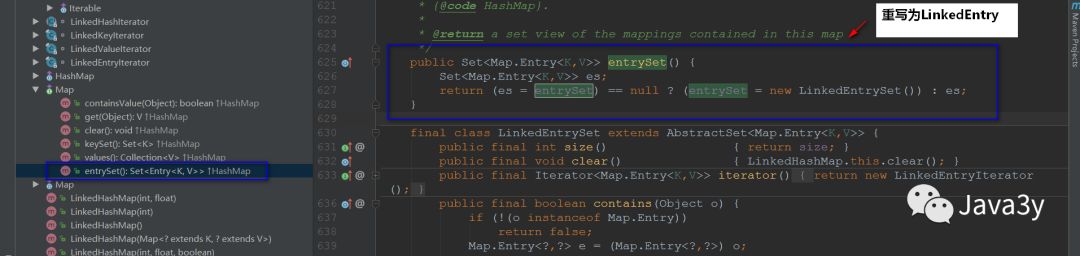 Iterable
LinkedHashIterator
LinkedKeyIterator
LinkedValueIterator
LinkedEntryIterator
HashMap
Map
containsValue(Object): boolean ↑HashMap
get(Object): V ↑HashMap
clear(): void ↑HashMap
keySet(): Set<K> ↑HashMap
values(): Collection<V> ↑HashMap
entrySet(): Set<Entry<K, V>> ↑HashMap
Map
LinkedHashMap(int, float)
LinkedHashMap(int)
LinkedHashMap()
LinkedHashMap(Map<? extends K, ? extends V>)
LinkedHashMap(int, float, boolean)
621 * {@code HashMap}.
622 *
623 * @return a set view of the mappings contained in this map
624 */
625 @ public Set<Map.Entry<K,V>> entrySet() {
626 Set<Map.Entry<K,V>> es;
627 return (es = entrySet) == null ? (entrySet = new LinkedEntrySet()) : es;
628 }
629
630 final class LinkedEntrySet extends AbstractSet<Map.Entry<K,V>> {
631 @ public final int size() { return size; }
632 public final void clear() { LinkedHashMap.this.clear(); }
633 @ public final Iterator<Map.Entry<K,V>> iterator() { return new LinkedEntryIterator
(); }
636 @ public final boolean contains(Object o) {
637 if (!(o instanceof Map.Entry))
638 return false;
639 Map.Entry<?,?> e = (Map.Entry<?,?>) o;
重写为LinkedEntry
Maven Projects
Java3y